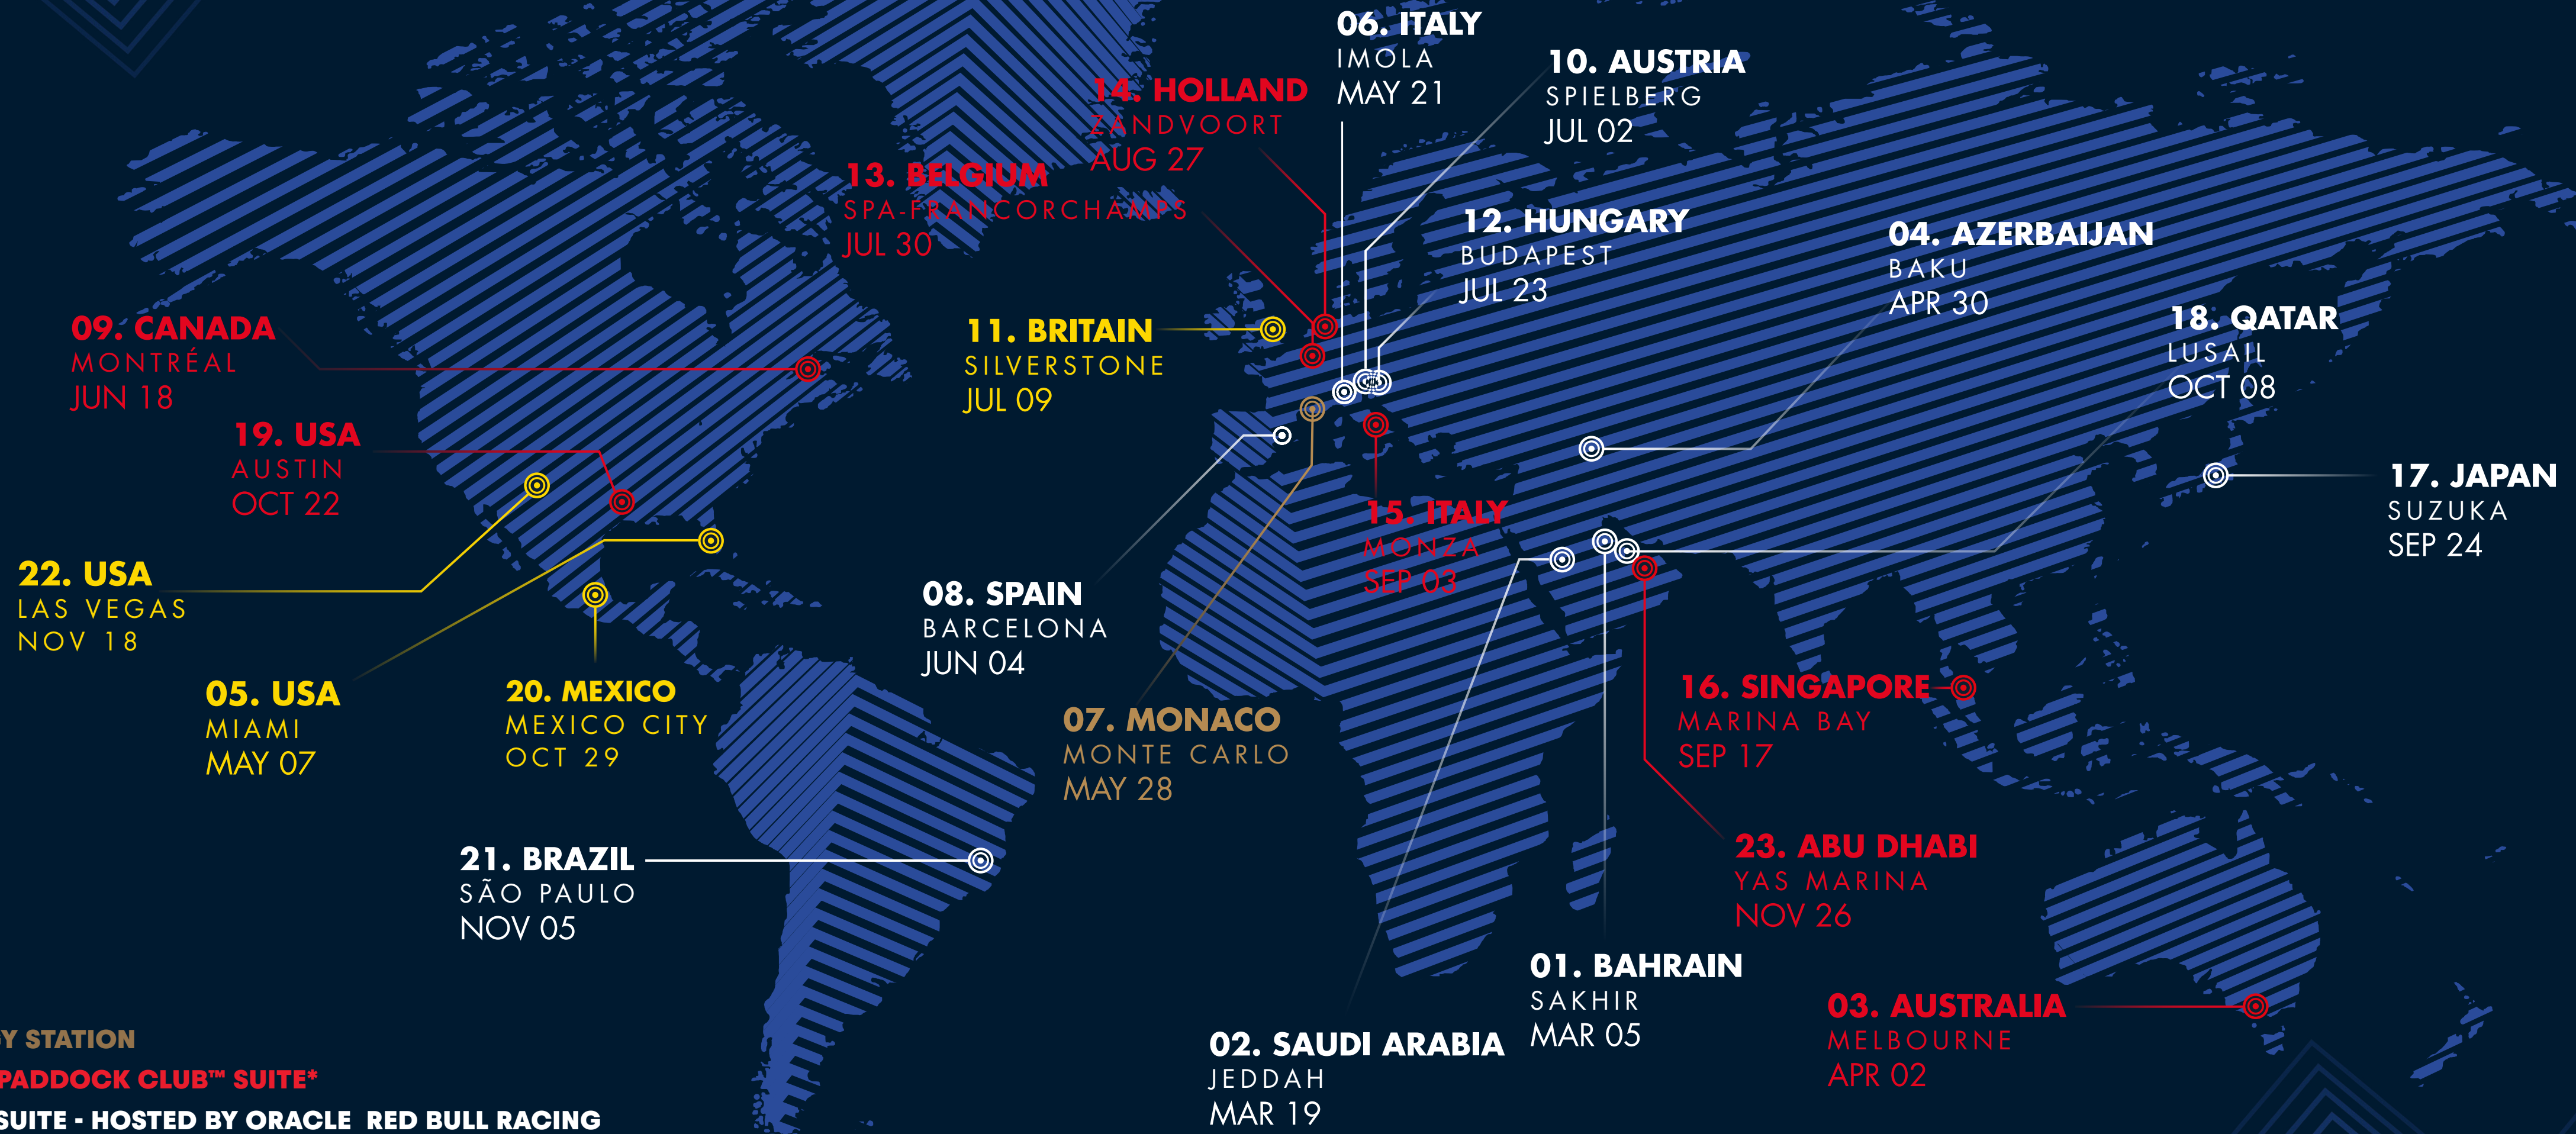 06. ITALY
IMOLA
MAY 21
10. AUSTRIA
SPIELBERG
JUL 02
14. HOLLAND
ZANDVOORT
AUG 27
13. BELGIUM
SPA-FRANCORCHAMPS
JUL 30
12. HUNGARY
BUDAPEST
JUL 23
04. AZERBAIJAN
BAKU
APR 30
18. QATAR
LUSAIL
OCT 08
09. CANADA
MONTRÉAL
JUN 18
11. BRITAIN
SILVERSTONE
JUL 09
19. USA
AUSTIN
OCT 22
17. JAPAN
SUZUKA
SEP 24
15. ITALY
MONZA
SEP 03
22. USA
LAS VEGAS
NOV 18
08. SPAIN
BARCELONA
JUN 04
05. USA
MIAMI
MAY 07
20. MEXICO
MEXICO CITY
OCT 29
07. MONACO
MONTE CARLO
MAY 28
16. SINGAPORE
MARINA BAY
SEP 17
21. BRAZIL
SÃO PAULO
NOV 05
23. ABU DHABI
YAS MARINA
NOV 26
01. BAHRAIN
SAKHIR
MAR 05
03. AUSTRALIA
MELBOURNE
APR 02
02. SAUDI ARABIA
JEDDAH
MAR 19
Y STATION
PADDOCK CLUB™ SUITE*
SUITE - HOSTED BY ORACLE RED BULL RACING